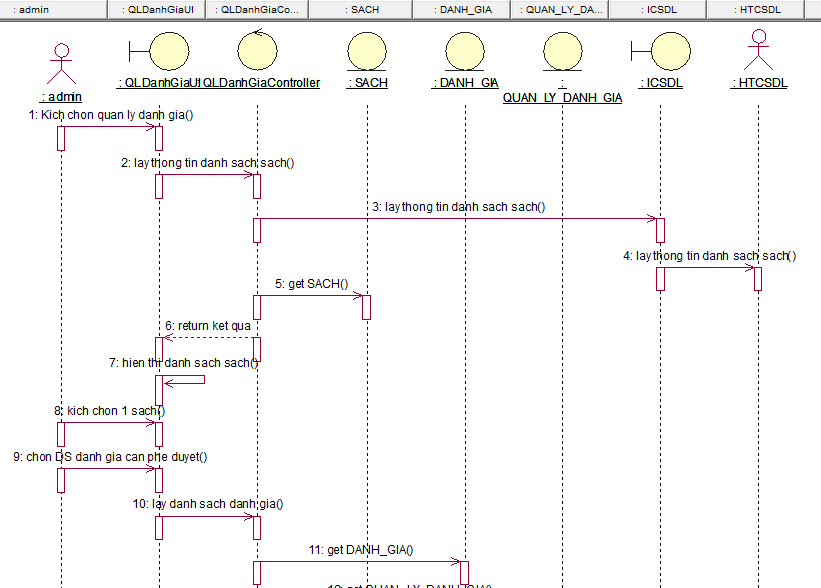 : admin
: QLDanhGiaUI
: QLDanhGiaCo...
: SACH
: DANH_GIA
: QUAN_LY_DA...
: ICSDL
: HTCSDL
: admin
: QLDanhGiaUI
: QLDanhGiaController
: SACH
: DANH_GIA
:
QUAN_LY_DANH_GIA
: ICSDL
: HTCSDL
1: Kich chon quan ly danh gia()
2: lay thong tin danh sach sach()
3: lay thong tin danh sach sach()
4: lay thong tin danh sach sach()
5: get SACH()
6: return ket qua
7: hien thi danh sach sach()
8: kich chon 1 sach()
9: chon DS danh gia can phe duyet()
10: lay danh sach danh gia()
11: get DANH_GIA()
12: get QUAN_LY_DANH_GIA()